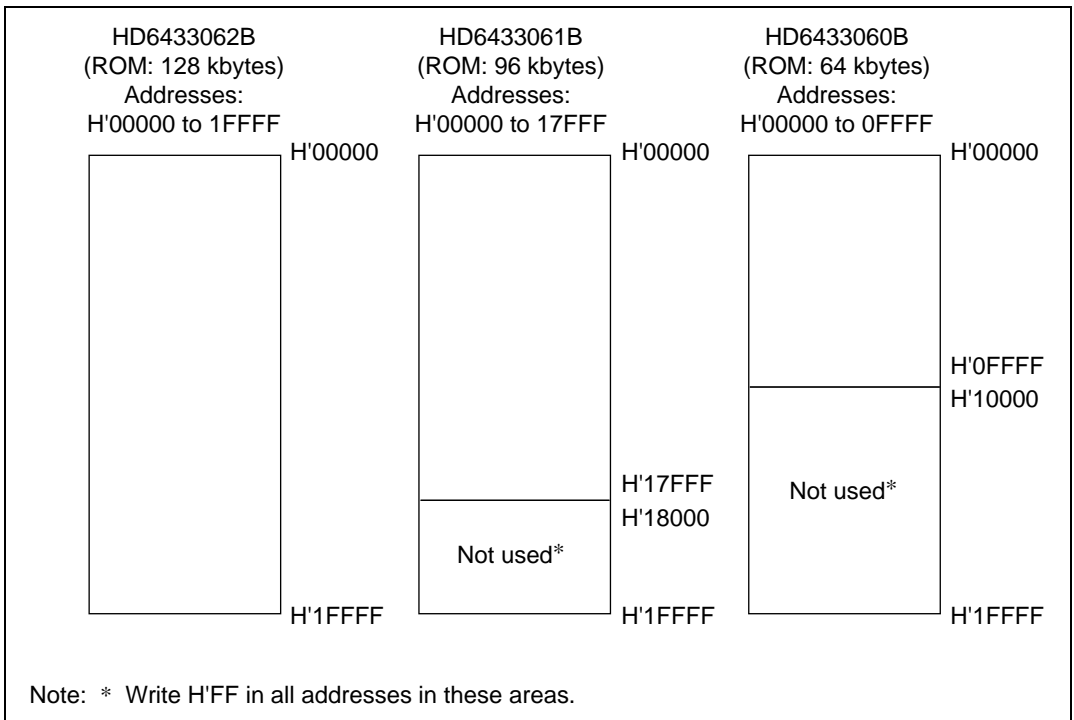 HD6433062B
(ROM: 128 kbytes)
Addresses:
H'00000 to 1FFFF
H'00000
H'1FFFF
HD6433061B
(ROM: 96 kbytes)
Addresses:
H'00000 to 17FFF
H'00000
H'17FFF
H'18000
Not used*
H'1FFFF
HD6433060B
(ROM: 64 kbytes)
Addresses:
H'00000 to 0FFFF
H'00000
H'0FFFF
H'10000
Not used*
H'1FFFF
Note: * Write H'FF in all addresses in these areas.